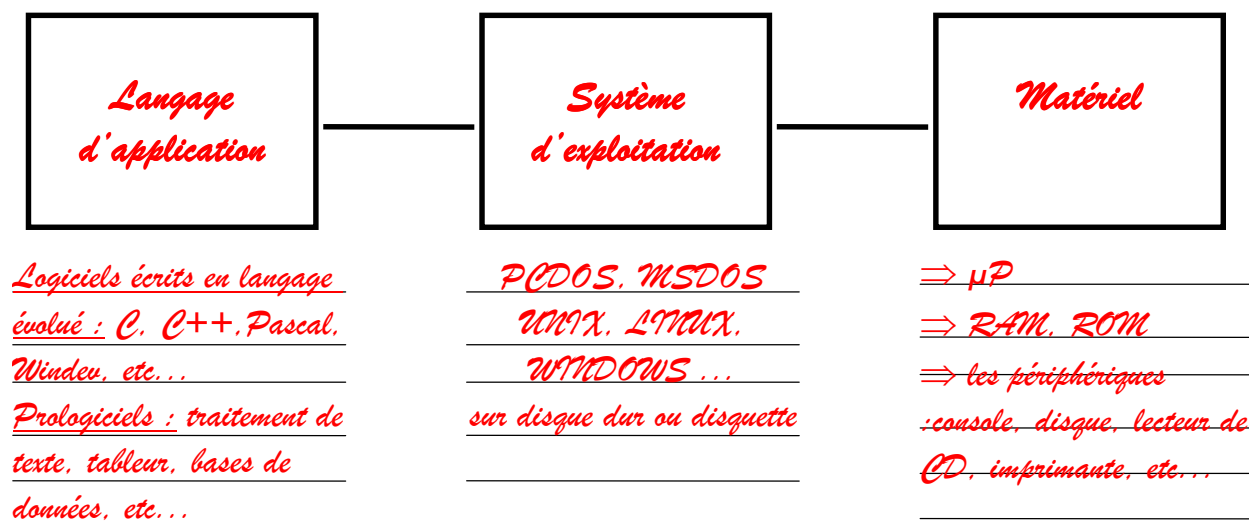 Langage
d'application
Système
d'exploitation
Matériel
Logiciels écrits en langage
évolué : C, C++,Pascal,
Windev, etc...
Prologiciels : traitement de
texte, tableur, bases de
données, etc...
PCDOS, MSDOS
UNIX, LINUX,
WINDOWS ...
sur disque dur ou disquette
⇒ µP
⇒ RAM, ROM
⇒ les périphériques
:console, disque, lecteur de
CD, imprimante, etc...